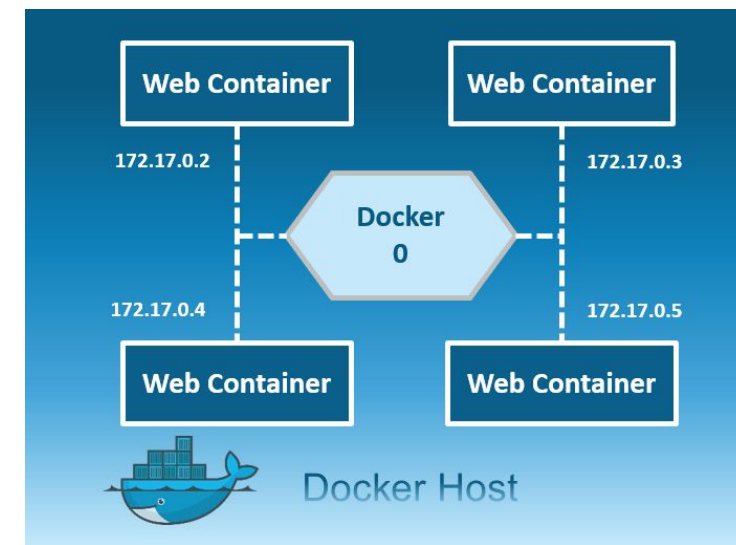 Web Container
Web Container
172.17.0.2
172.17.0.3
Docker
0
172.17.0.4
172.17.0.5
Web Container
Web Container
Docker Host